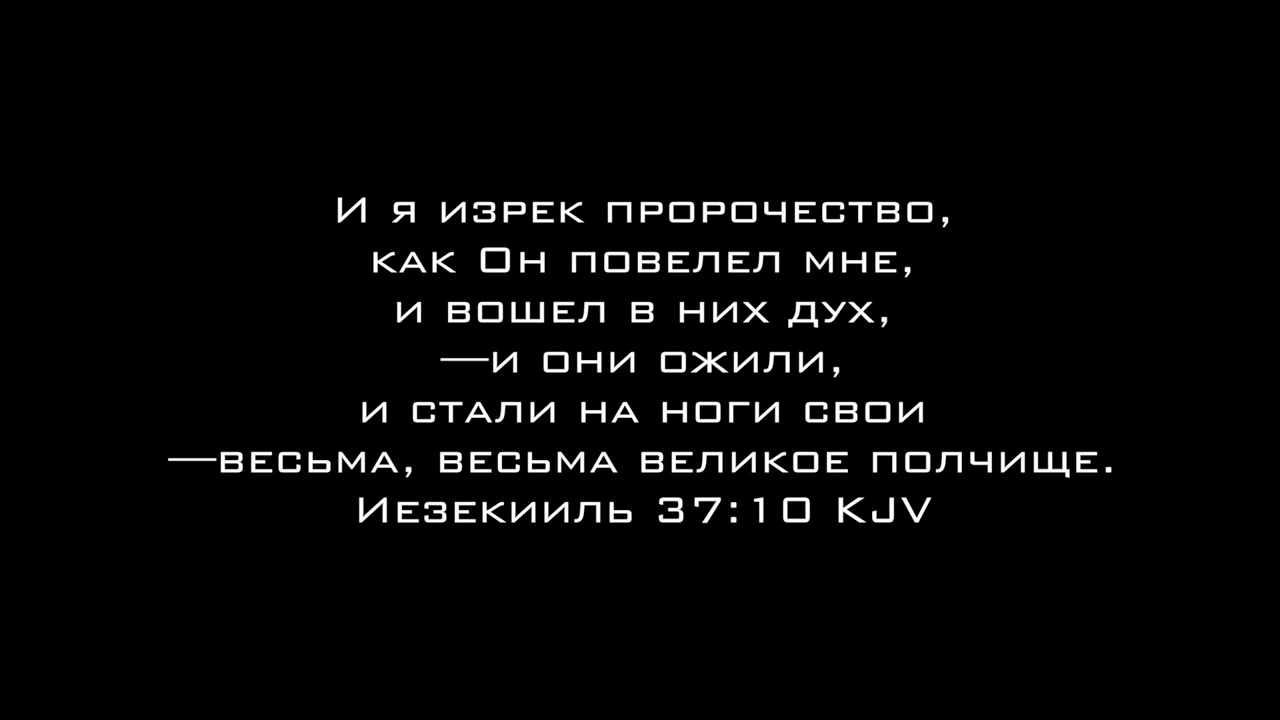 И я изрек пророчество,
как Он повелел мне,
и вошел в них дух,
—и они ожили,
и стали на ноги свои
—весьма, весьма великое полчище.
Иезекииль 37:10 KJV